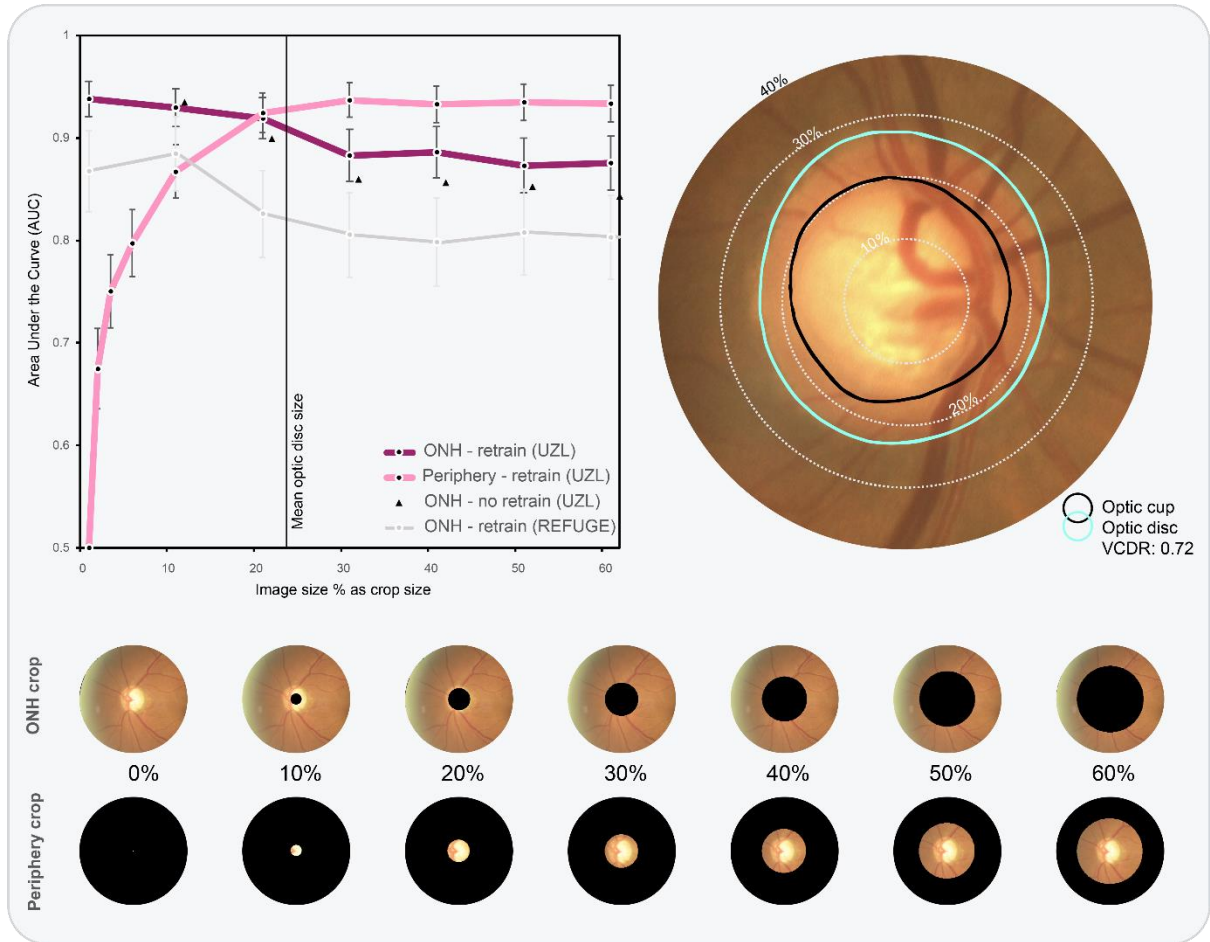 1
0.9
0.8
0.7
0.6
0.5
Area Under the Curve (AUC)
0
10
20
30
40
50
60
Image size % as crop size
Mean optic disc size
ONH - retrain (UZL)
Periphery - retrain (UZL)
ONH - no retrain (UZL)
ONH - retrain (REFUGE)
40%
30%
10%
20%
Optic cup
Optic disc
VCDR: 0.72
ONH crop
0%
10%
20%
30%
40%
50%
60%
Periphery crop